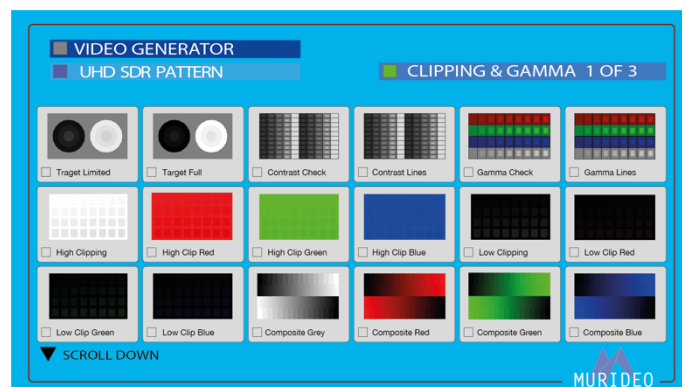 VIDEO GENERATOR
UHD SDR PATTERN
CLIPPING & GAMMA 1 OF 3
Traget Limited
Target Full
Contrast Check
Contrast Lines
Gamma Check
Gamma Lines
High Clipping
High Clip Red
High Clip Green
High Clip Blue
Low Clipping
Low Clip Red
Low Clip Green
Low Clip Blue
Composite Grey
Composite Red
Composite Green
Composite Blue
SCROLL DOWN
MURIDEO